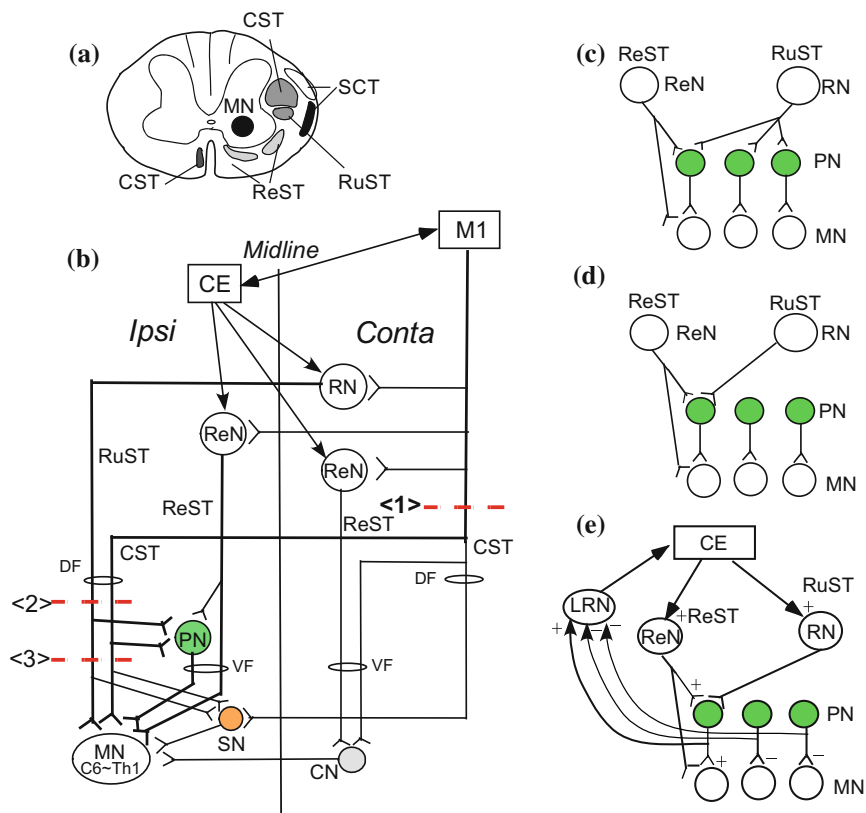 (a)
CST
SCT
MN
CST
ReST
RuST
(b)
Midline
M1
CE
Ipsi
Conta
RN
ReN
ReN
RuST
ReST
ReST
<1>
CST
CST
DF
DF
<2>
PN
<3>
VF
VF
SN
MN
C6~Th1
CN
(c)
ReST
RuST
ReN
RN
PN
MN
(d)
ReST
RuST
ReN
RN
PN
MN
(e)
CE
RuST
LRN
+
ReST
+
ReN
RN
+
−
−
+
PN
+
−
−
MN